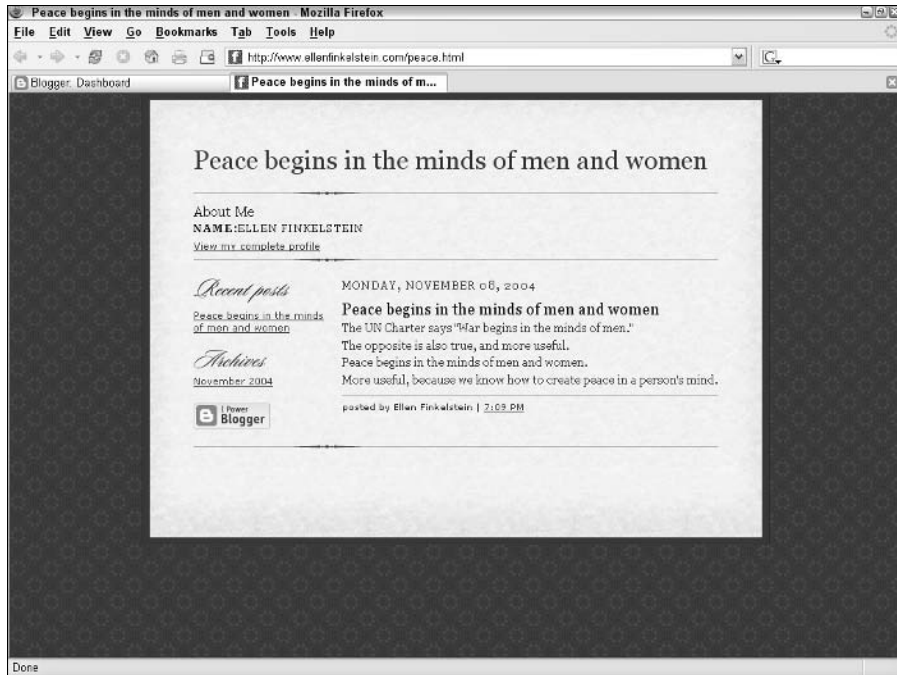 Peace begins in the minds of men and women - Mozilla Firefox
File Edit View Go Bookmarks Tab Tools Help
http://www.ellenfinkelstein.com/peace.html
G
Blogger: Dashboard
Peace begins in the minds of m...
Peace begins in the minds of men and women
About Me
NAME:ELLEN FINKELSTEIN
View my complete profile
Recent posts
Peace begins in the minds
of men and women
Archives
November 2004
I Power
Blogger
MONDAY, NOVEMBER 08, 2004
Peace begins in the minds of men and women
The UN Charter says "War begins in the minds of men."
The opposite is also true, and more useful.
Peace begins in the minds of men and women.
More useful, because we know how to create peace in a person's mind.
posted by Ellen Finkelstein | 7:09 PM
Done